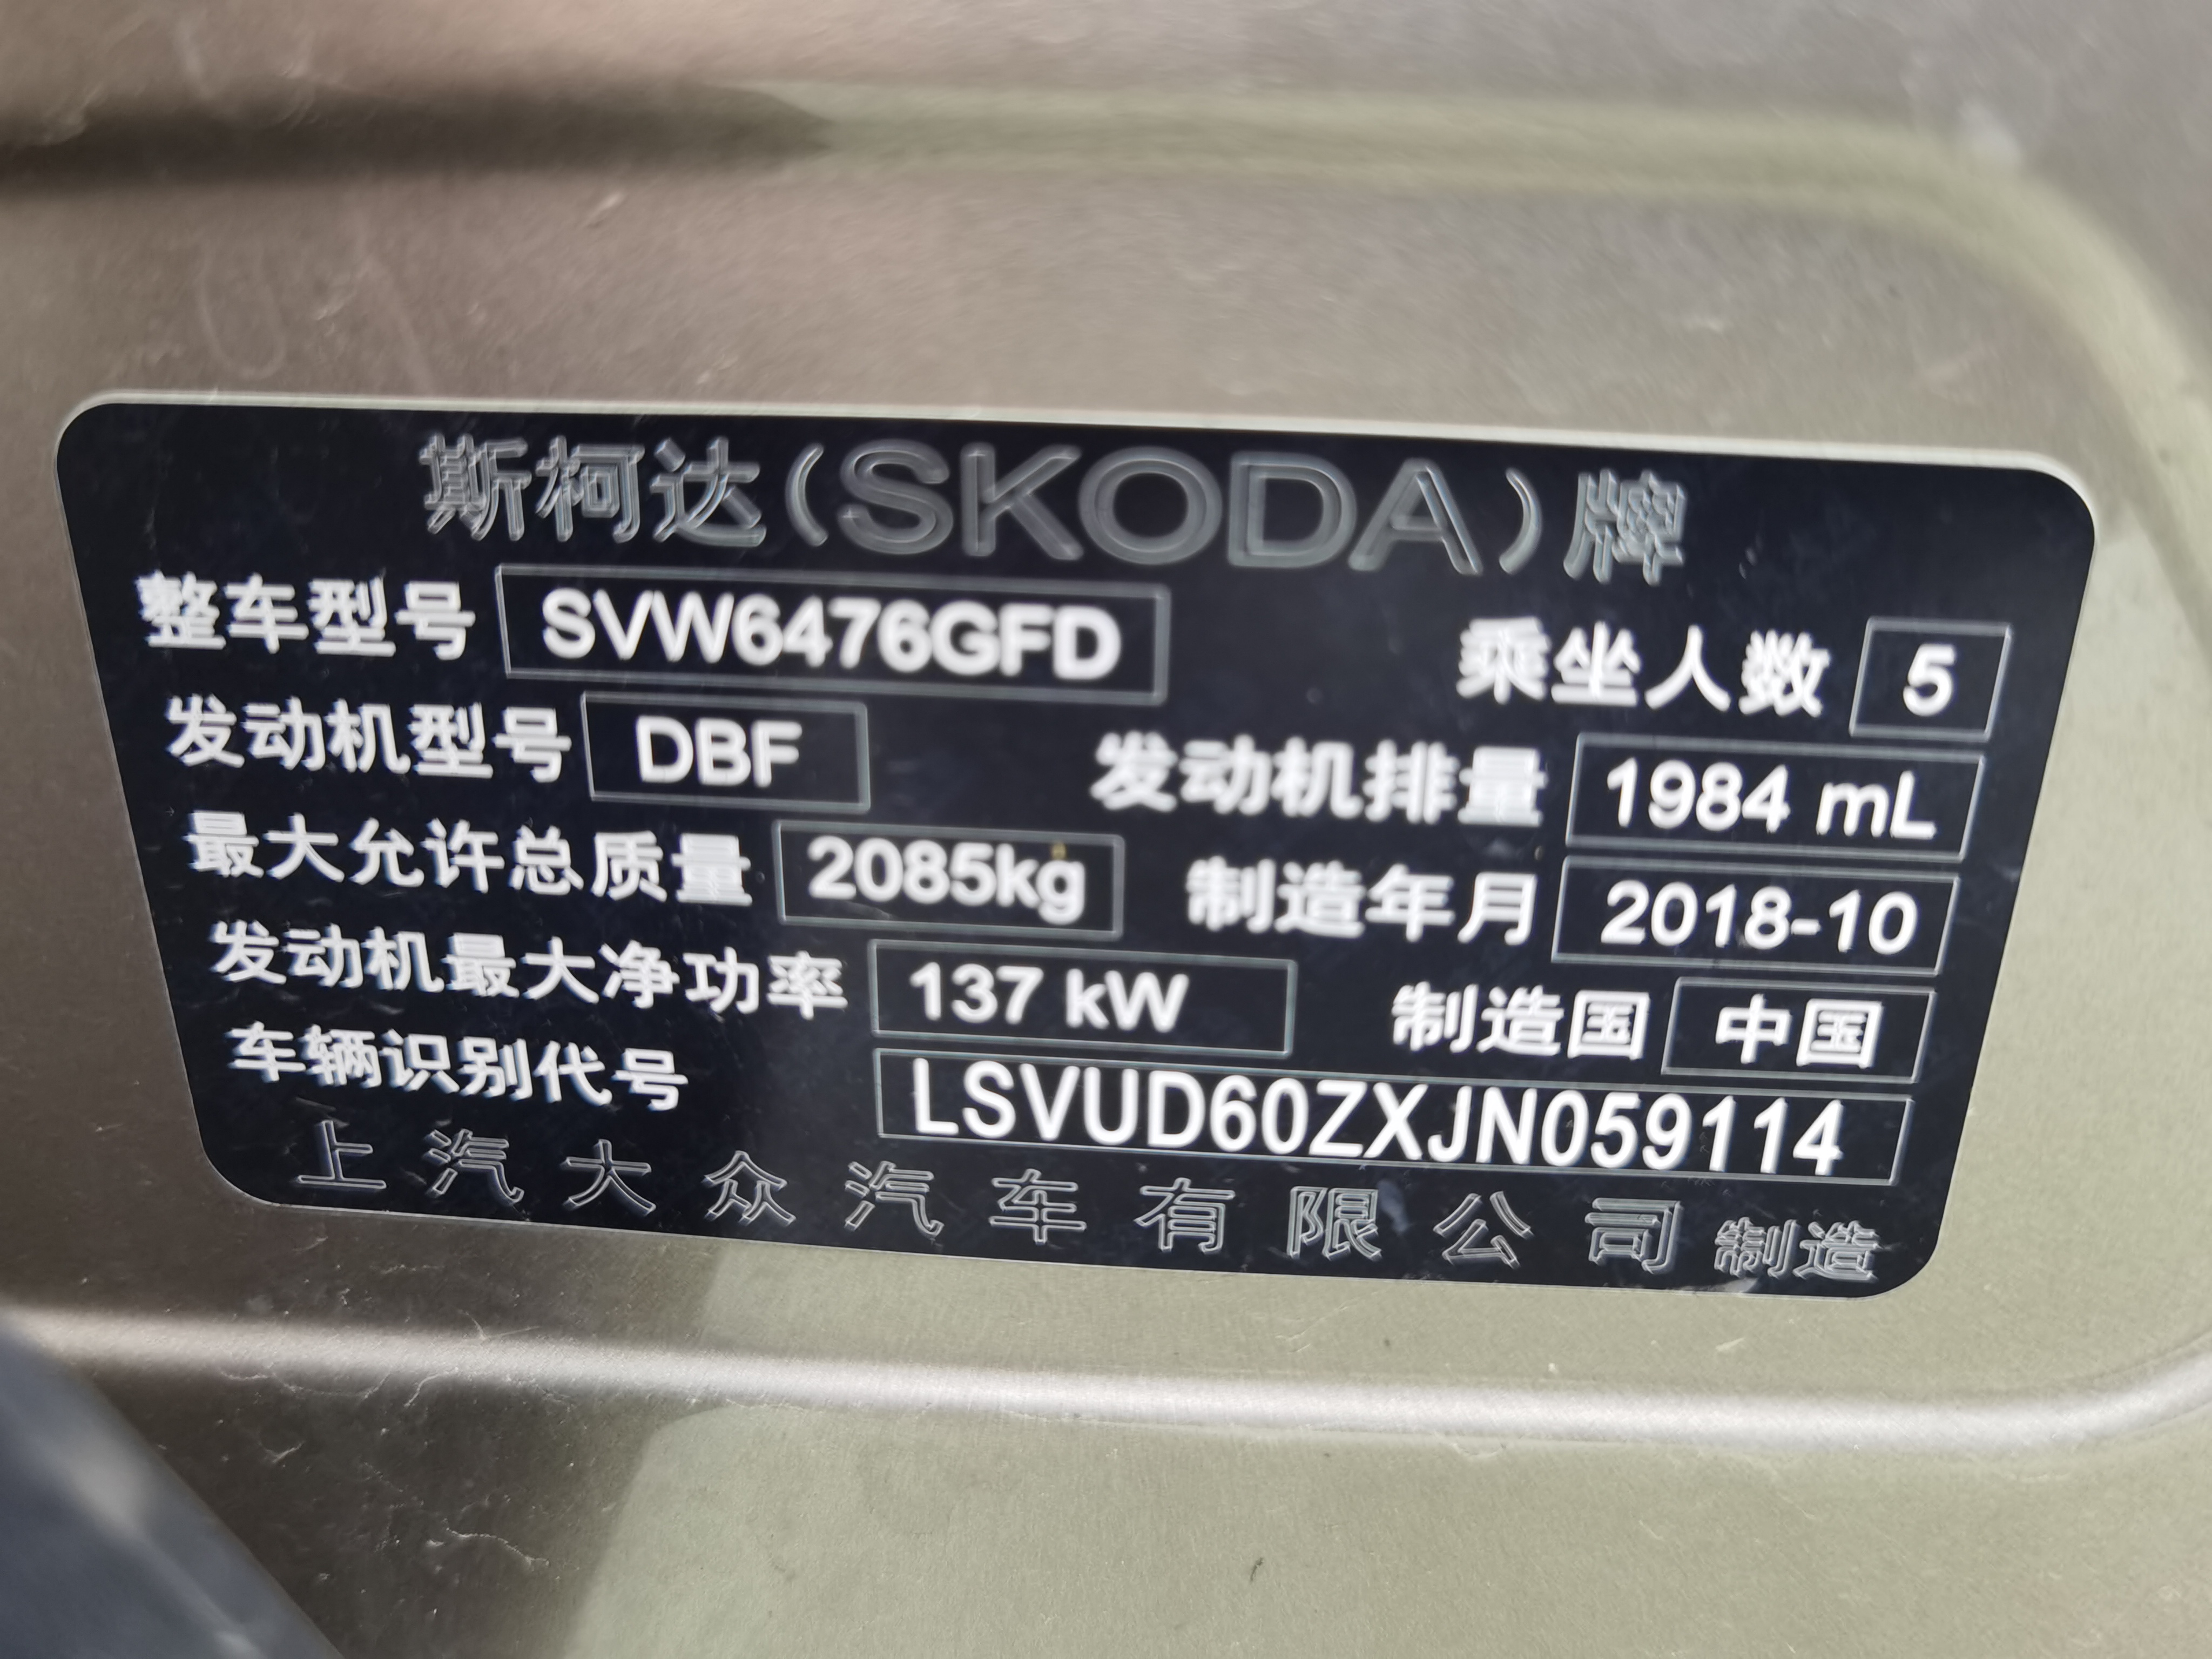 斯柯达(SKODA)牌
整车型号 SVW6476GFD 乘坐人数 5
发动机型号 DBF 发动机排量 1984 mL
最大允许总质量 2085kg 制造年月 2018-10
发动机最大净功率 137 kW 制造国 中国
车辆识别代号 LSVUD60ZXJN059114
上汽大众汽车有限公司制造